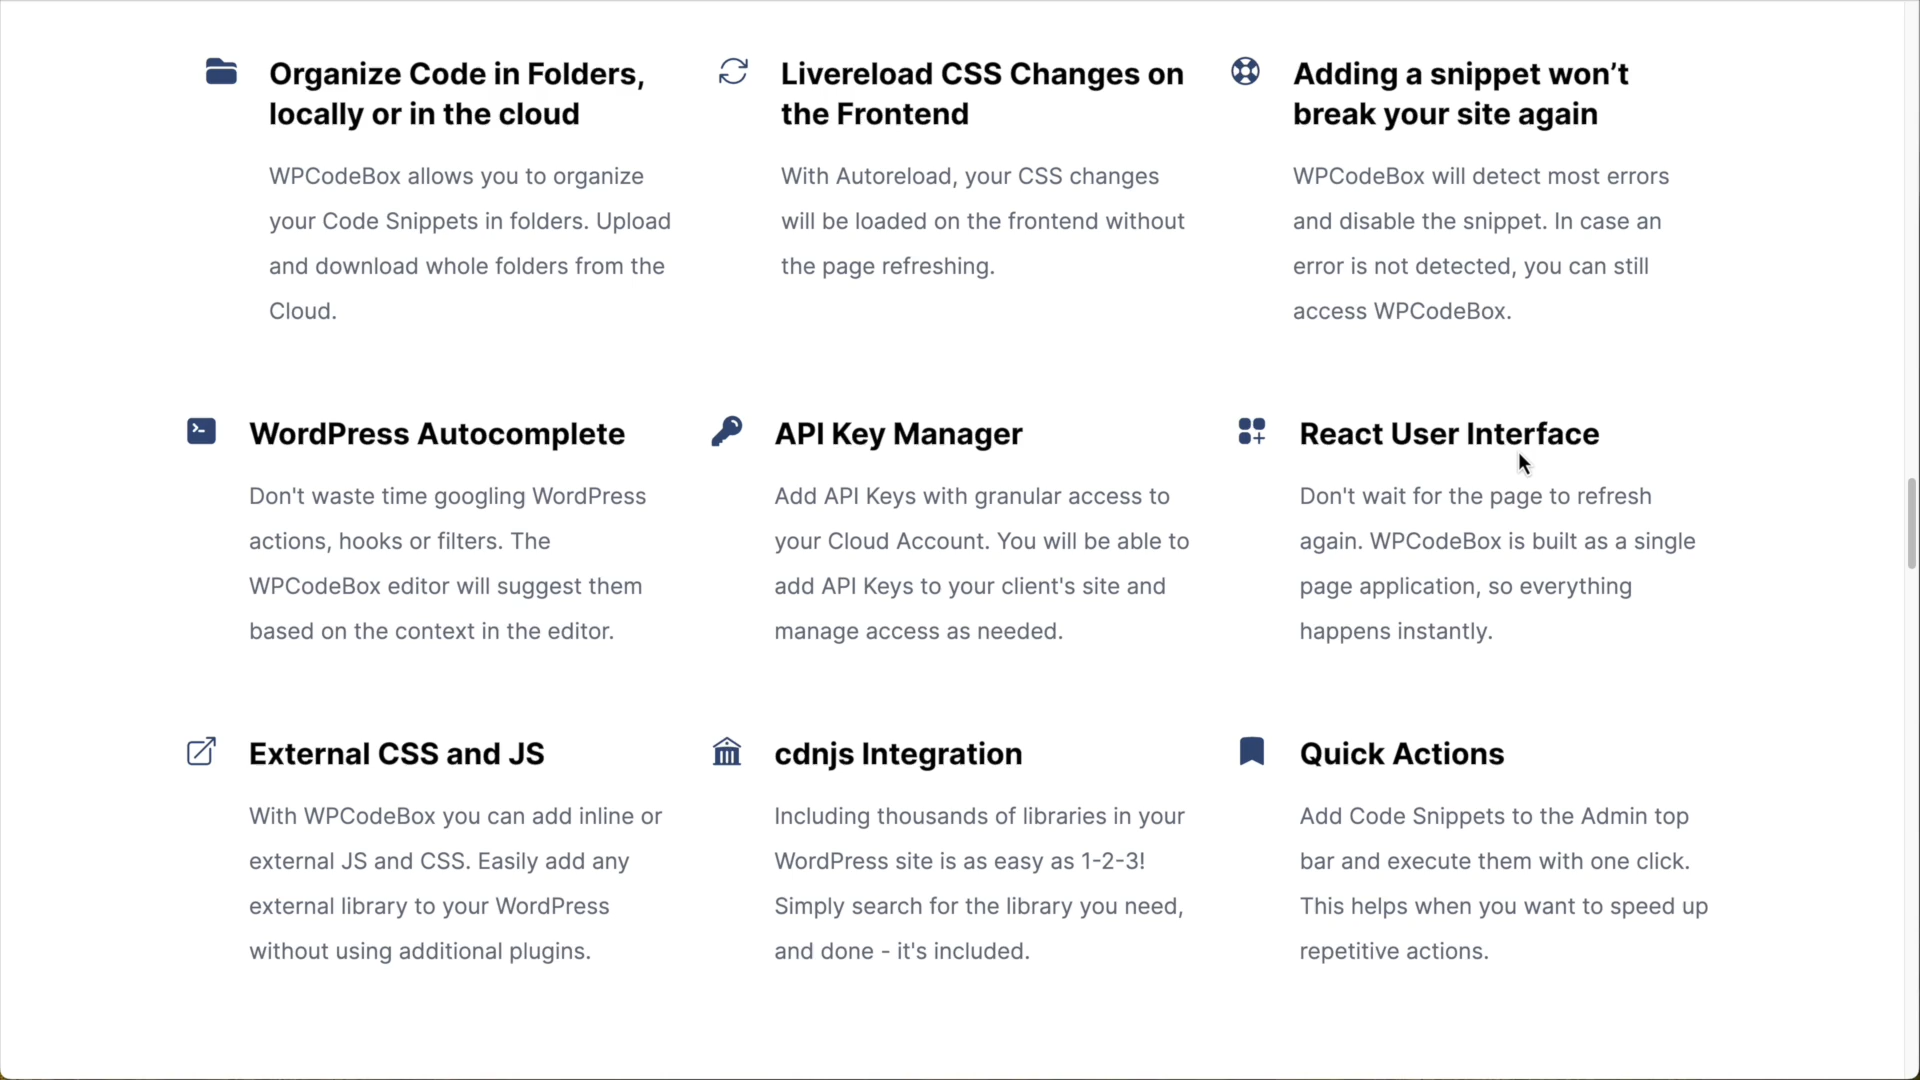 Organize Code in Folders,
locally or in the cloud
WPCodeBox allows you to organize
your Code Snippets in folders. Upload
and download whole folders from the
Cloud.
Livereload CSS Changes on
the Frontend
With Autoreload, your CSS changes
will be loaded on the frontend without
the page refreshing.
Adding a snippet won’t
break your site again
WPCodeBox will detect most errors
and disable the snippet. In case an
error is not detected, you can still
access WPCodeBox.
WordPress Autocomplete
Don't waste time googling WordPress
actions, hooks or filters. The
WPCodeBox editor will suggest them
based on the context in the editor.
API Key Manager
Add API Keys with granular access to
your Cloud Account. You will be able to
add API Keys to your client's site and
manage access as needed.
React User Interface
Don't wait for the page to refresh
again. WPCodeBox is built as a single
page application, so everything
happens instantly.
External CSS and JS
With WPCodeBox you can add inline or
external JS and CSS. Easily add any
external library to your WordPress
without using additional plugins.
cdnjs Integration
Including thousands of libraries in your
WordPress site is as easy as 1-2-3!
Simply search for the library you need,
and done - it's included.
Quick Actions
Add Code Snippets to the Admin top
bar and execute them with one click.
This helps when you want to speed up
repetitive actions.